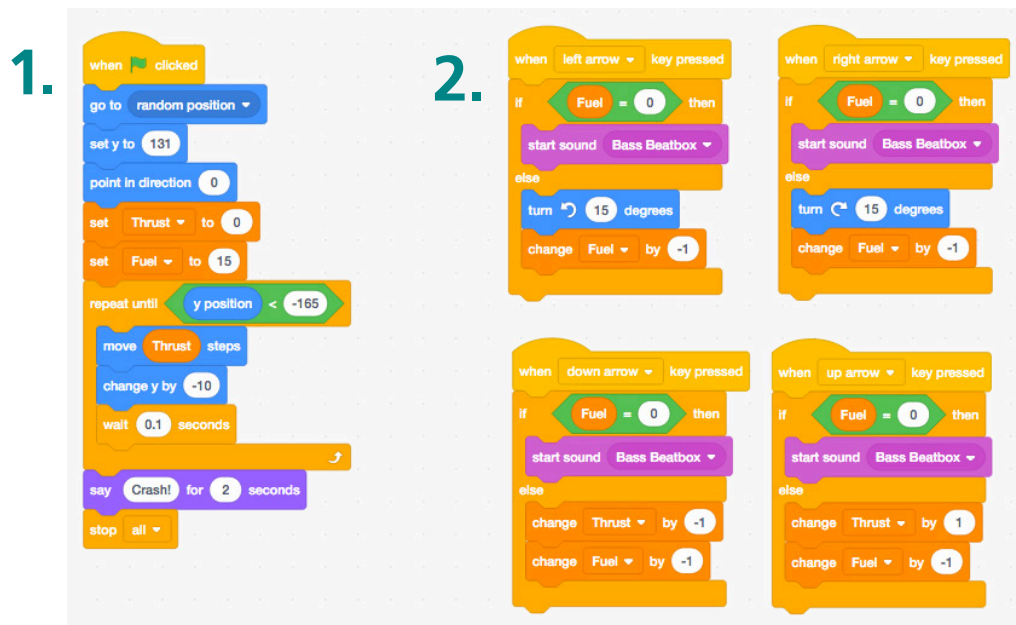 1.
when clicked
go to random position
set y to 131
point in direction 0
set Thrust to 0
set Fuel to 15
repeat until y position < -165
move Thrust steps
change y by -10
wait 0.1 seconds
say Crash! for 2 seconds
stop all
2.
when left arrow key pressed
if Fuel = 0 then
start sound Bass Beatbox
else
turn 15 degrees
change Fuel by -1
when right arrow key pressed
if Fuel = 0 then
start sound Bass Beatbox
else
turn 15 degrees
change Fuel by -1
when down arrow key pressed
if Fuel = 0 then
start sound Bass Beatbox
else
change Thrust by -1
change Fuel by -1
when up arrow key pressed
if Fuel = 0 then
start sound Bass Beatbox
else
change Thrust by 1
change Fuel by -1